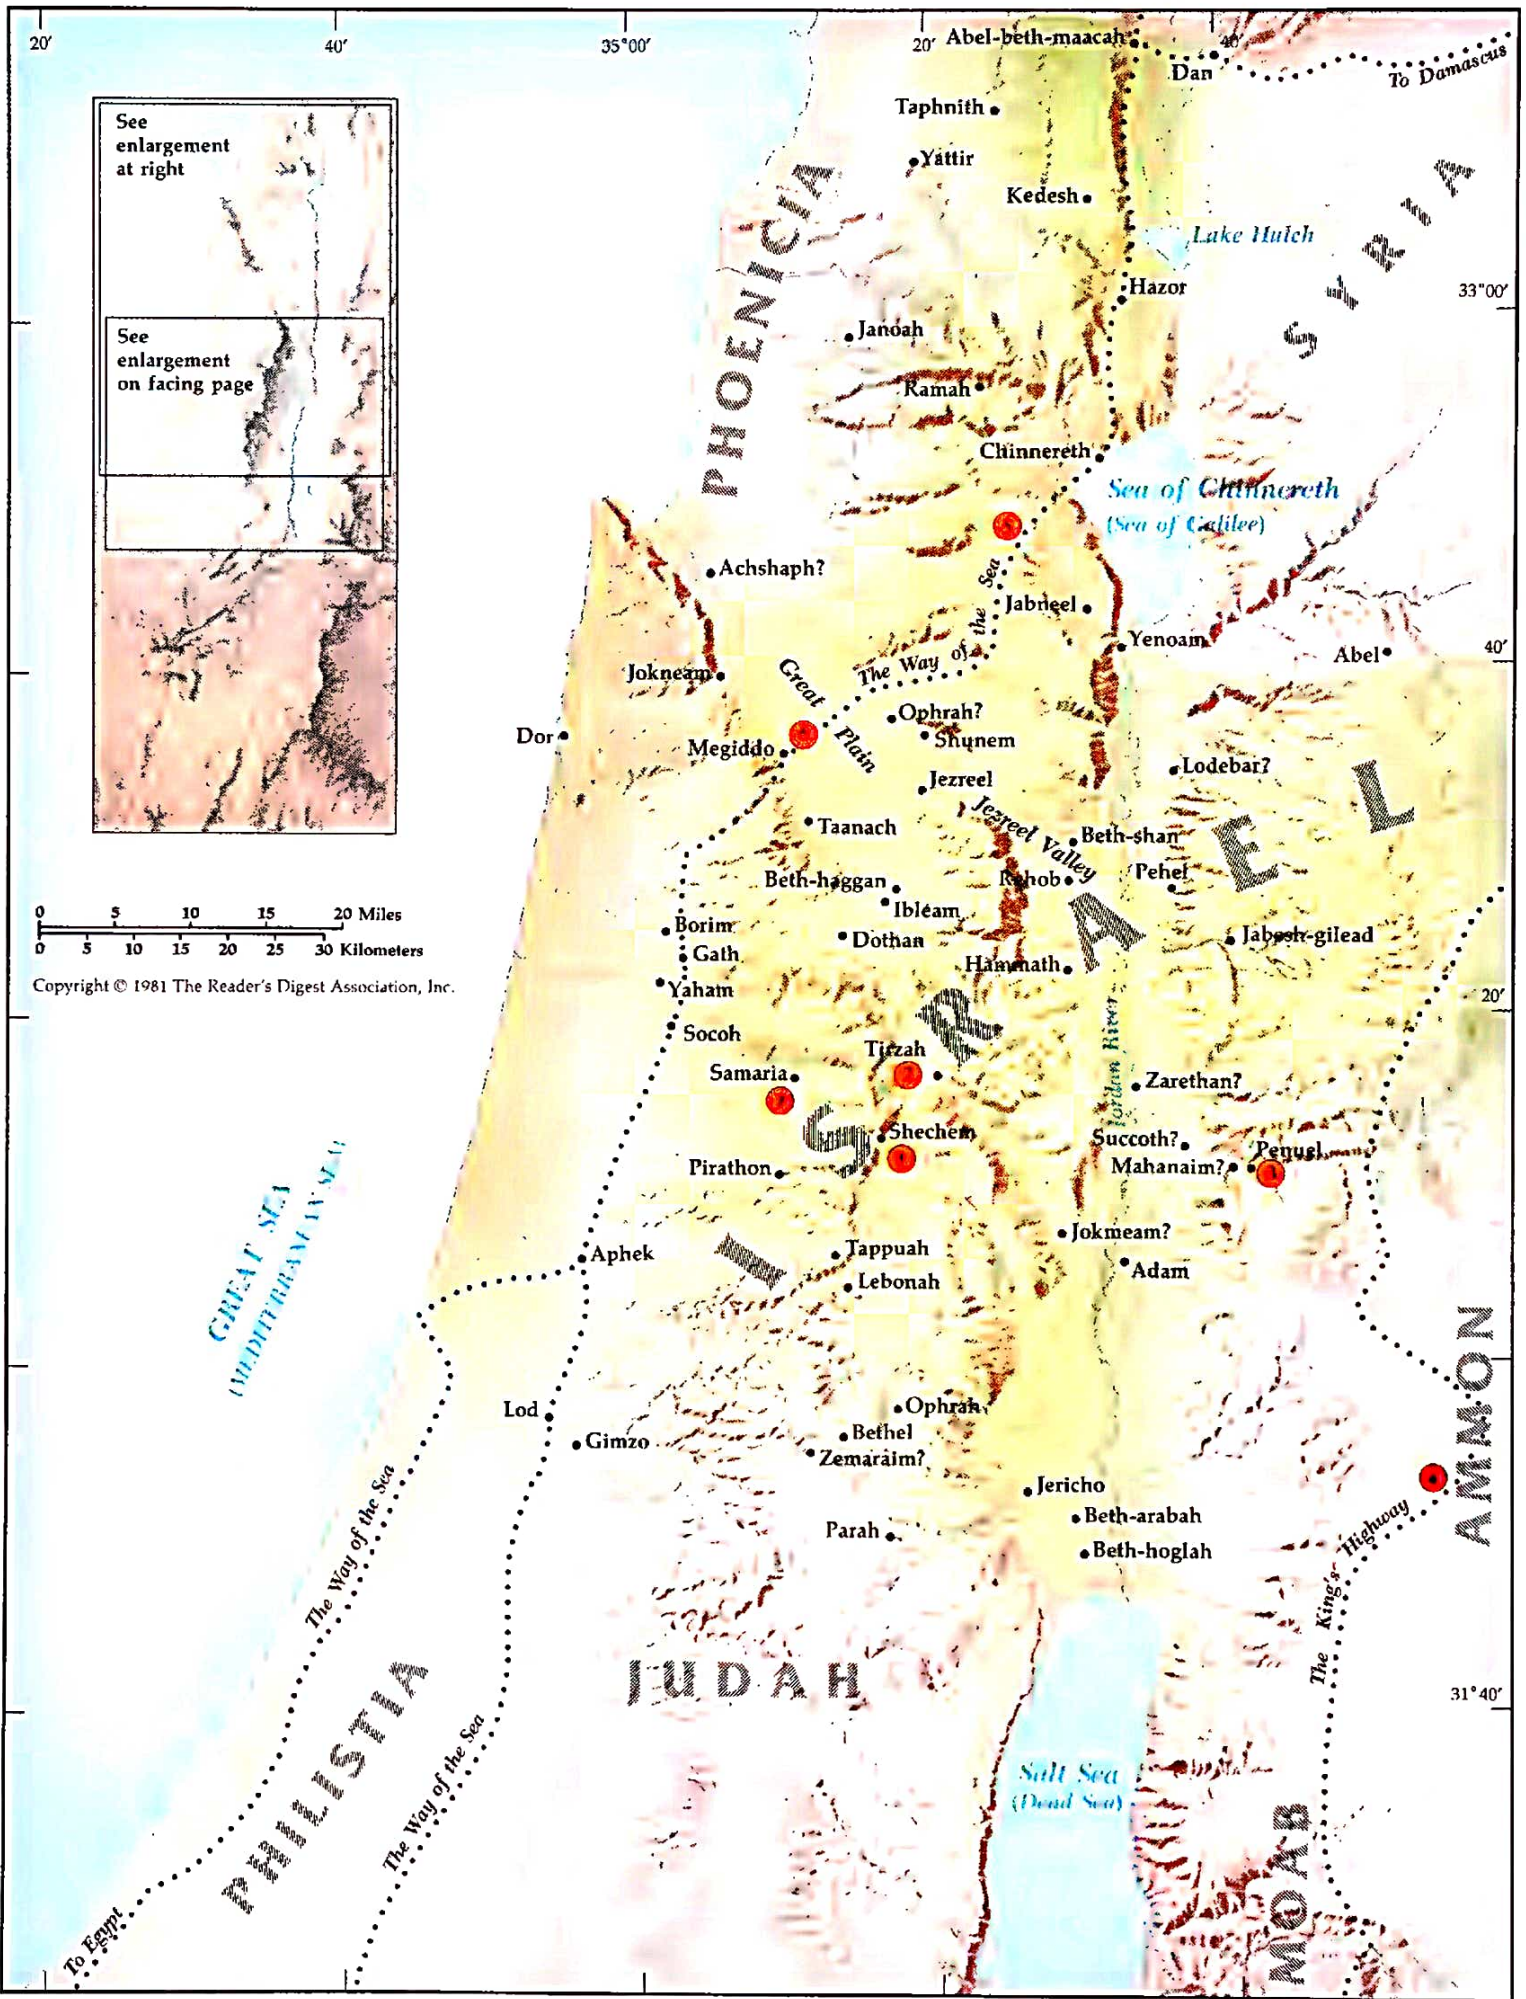 20′
40′
35°00′
20′
40′
Abel-beth-maacah
Dan
To Damascus
See
enlargement
at right
Taphnith
Yattir
Kedesh
PHOENICIA
SYRIA
Lake Hulch
Hazor
33°00′
See
enlargement
on facing page
Janoah
Ramah
Chinnereth
Sea of Chinnereth
(Sea of Galilee)
Achshaph?
The Way of the Sea
Jabneel
Yenoam
Abel
40′
Jokneam
Great Plain
Ophrah?
Shunem
Dor
Megiddo
Lodebar?
Jezreel
Jezreel Valley
Taanach
Beth-shan
Beth-haggan
Rehob
Pehel
Ibleam
ISRAEL
0 5 10 15 20 Miles
0 5 10 15 20 25 30 Kilometers
Copyright © 1981 The Reader's Digest Association, Inc.
Borim
Dothan
Jabesh-gilead
Gath
Hammath
Yaham
20′
Socoh
Jordan River
Tirzah
Samaria
Zarethan?
Shechem
Succoth?
Penuel
Pirathon
Mahanaim?
GREAT SEA
(MEDITERRANEAN SEA)
Jokmeam?
Aphek
Tappuah
Adam
Lebonah
AMMON
Lod
Ophrah
Bethel
Gimzo
Zemaraim?
Jericho
Beth-arabah
Parah
Beth-hoglah
The King's Highway
The Way of the Sea
JUDAH
31°40′
PHILISTIA
The Way of the Sea
Salt Sea
(Dead Sea)
MOAB
To Egypt